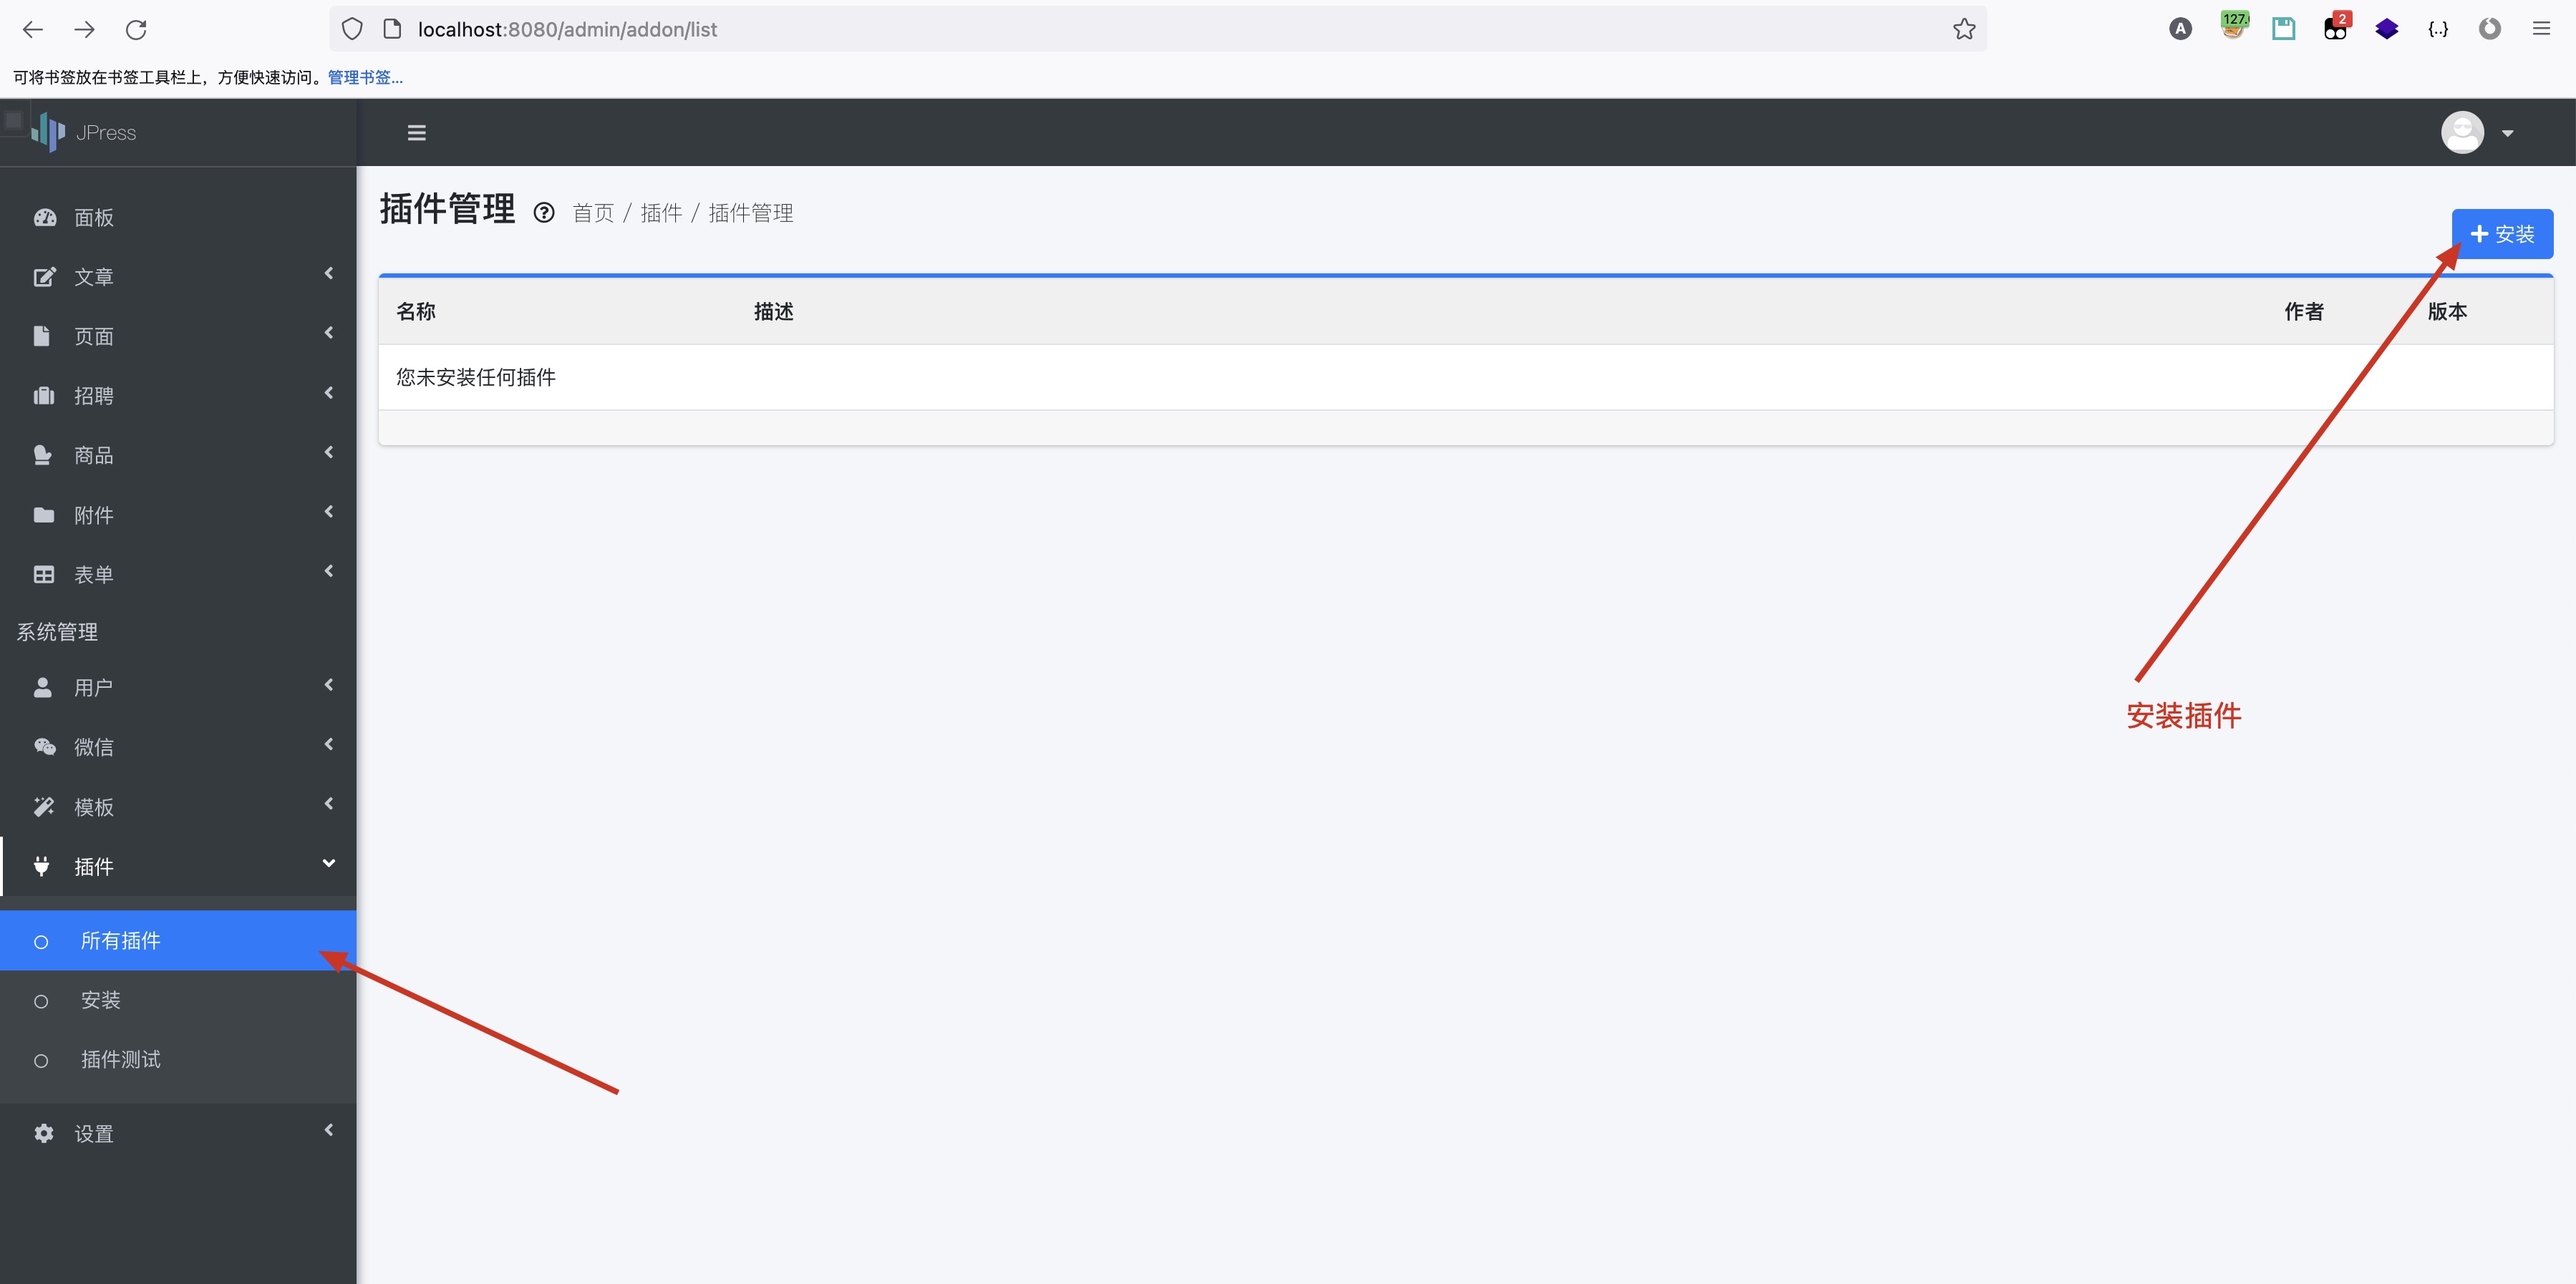 localhost:8080/admin/addon/list
A
127.
2
{..}
可将书签放在书签工具栏上，方便快速访问。管理书签...
JPress
面板
文章
页面
招聘
商品
附件
表单
系统管理
用户
微信
模板
插件
所有插件
安装
插件测试
设置
插件管理 首页 / 插件 / 插件管理
安装
名称 描述 作者 版本
您未安装任何插件
安装插件